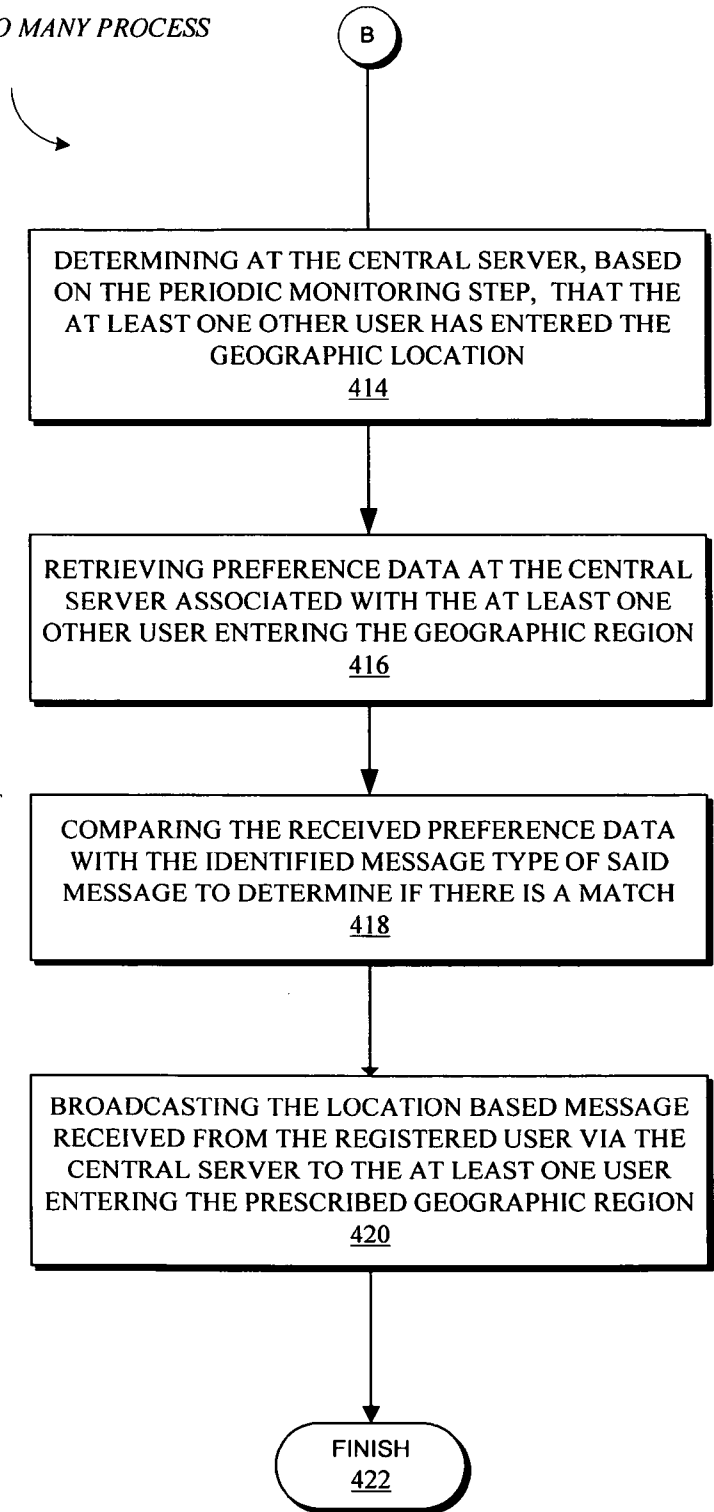 O MANY PROCESS
B
DETERMINING AT THE CENTRAL SERVER, BASED
ON THE PERIODIC MONITORING STEP, THAT THE
AT LEAST ONE OTHER USER HAS ENTERED THE
GEOGRAPHIC LOCATION
414
RETRIEVING PREFERENCE DATA AT THE CENTRAL
SERVER ASSOCIATED WITH THE AT LEAST ONE
OTHER USER ENTERING THE GEOGRAPHIC REGION
416
COMPARING THE RECEIVED PREFERENCE DATA
WITH THE IDENTIFIED MESSAGE TYPE OF SAID
MESSAGE TO DETERMINE IF THERE IS A MATCH
418
BROADCASTING THE LOCATION BASED MESSAGE
RECEIVED FROM THE REGISTERED USER VIA THE
CENTRAL SERVER TO THE AT LEAST ONE USER
ENTERING THE PRESCRIBED GEOGRAPHIC REGION
420
FINISH
422